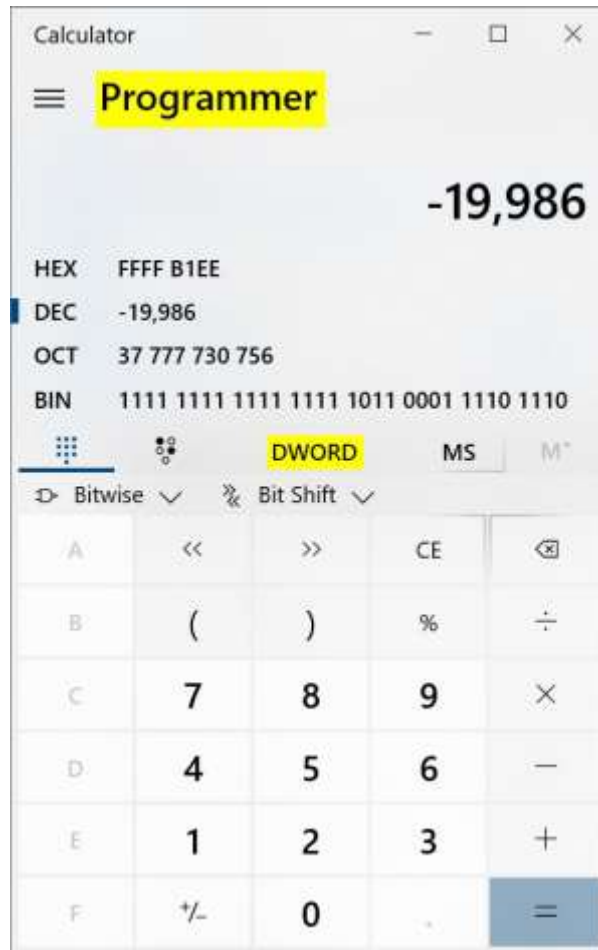 Calculator
Programmer
-19,986
HEX FFFF B1EE
DEC -19,986
OCT 37 777 730 756
BIN 1111 1111 1111 1111 1011 0001 1110 1110
DWORD MS M˅
Bitwise Bit Shift
A << >> CE
B ( ) % ÷
C 7 8 9 ×
D 4 5 6 −
E 1 2 3 +
F +/− 0 . =